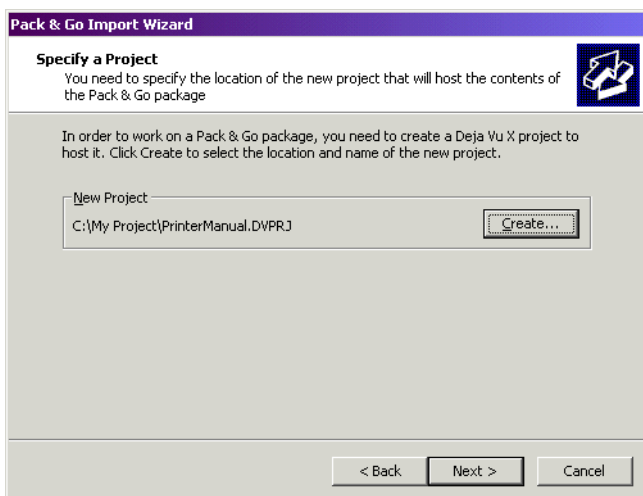 Pack & Go Import Wizard
Specify a Project
You need to specify the location of the new project that will host the contents of
the Pack & Go package
In order to work on a Pack & Go package, you need to create a Deja Vu X project to
host it. Click Create to select the location and name of the new project.
New Project
C:\My Project\PrinterManual.DVPRJ
Create...
< Back
Next >
Cancel